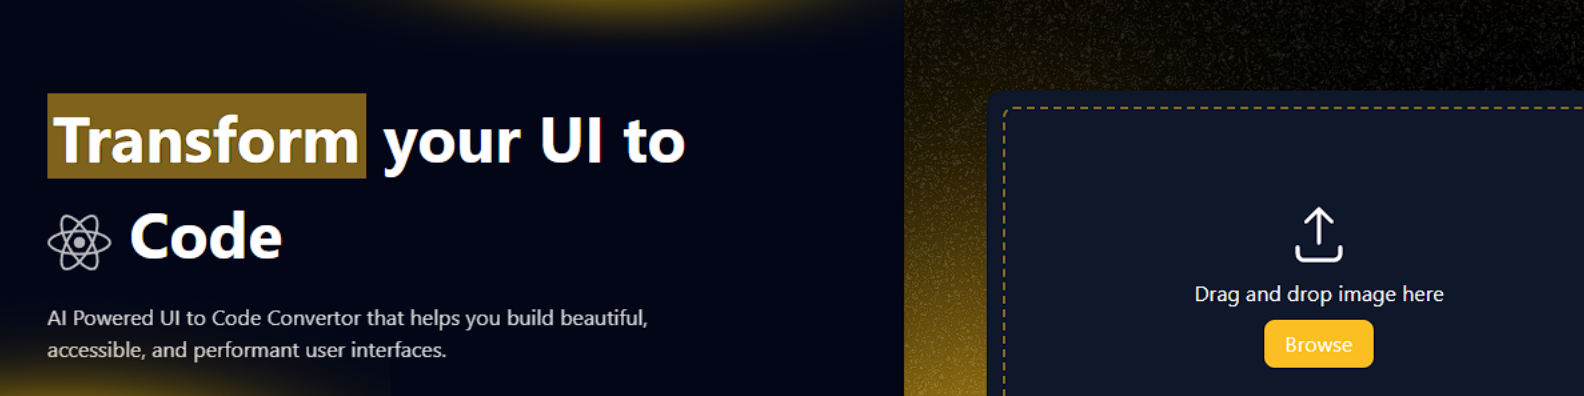 Transform your UI to
Code
AI Powered UI to Code Convertor that helps you build beautiful,
accessible, and performant user interfaces.
Drag and drop image here
Browse